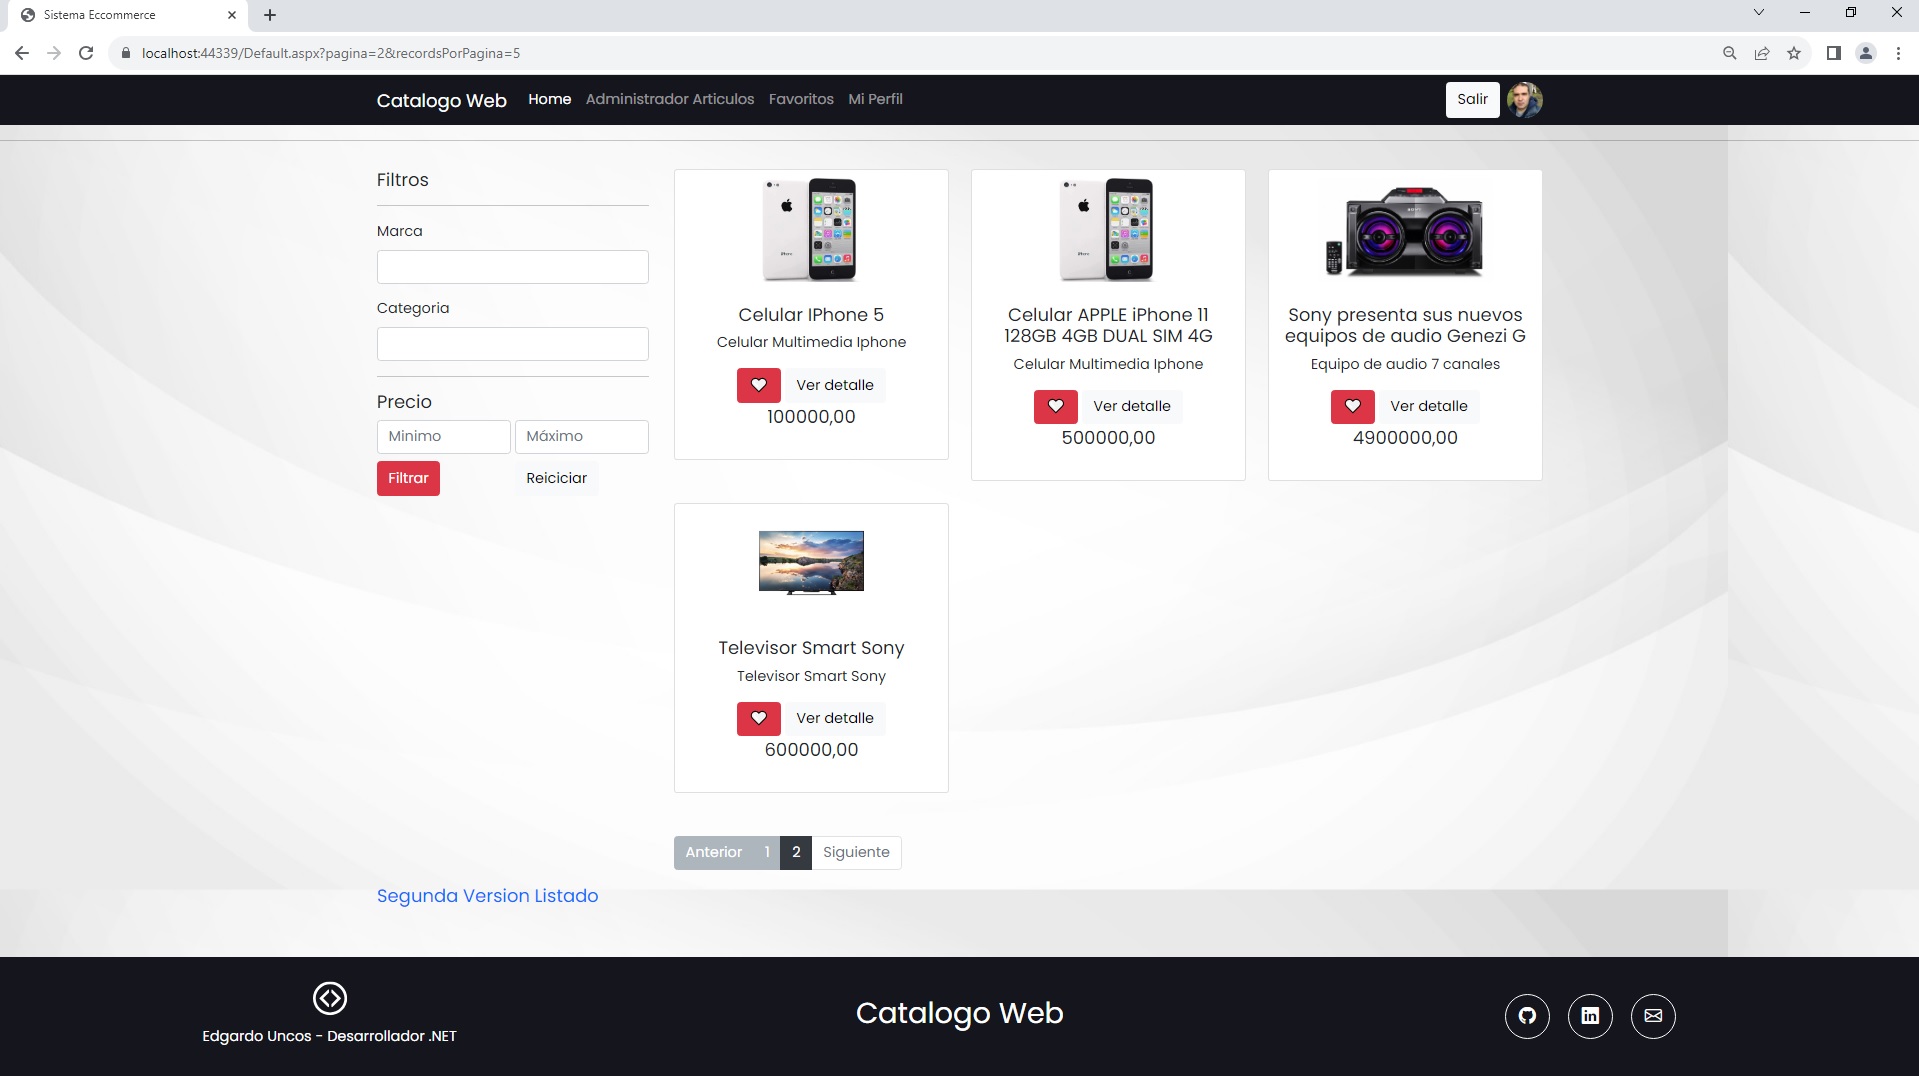 Sistema Eccommerce
localhost:44339/Default.aspx?pagina=2&recordsPorPagina=5
Catalogo Web
Home
Administrador Articulos
Favoritos
Mi Perfil
Salir
Filtros
Marca
Categoria
Precio
Minimo
Máximo
Filtrar
Reiciciar
Celular IPhone 5
Celular Multimedia Iphone
Ver detalle
100000,00
Celular APPLE iPhone 11
128GB 4GB DUAL SIM 4G
Celular Multimedia Iphone
Ver detalle
500000,00
SONY
Sony presenta sus nuevos
equipos de audio Genezi G
Equipo de audio 7 canales
Ver detalle
4900000,00
Televisor Smart Sony
Televisor Smart Sony
Ver detalle
600000,00
Anterior
1
2
Siguiente
Segunda Version Listado
Edgardo Uncos - Desarrollador .NET
Catalogo Web
in